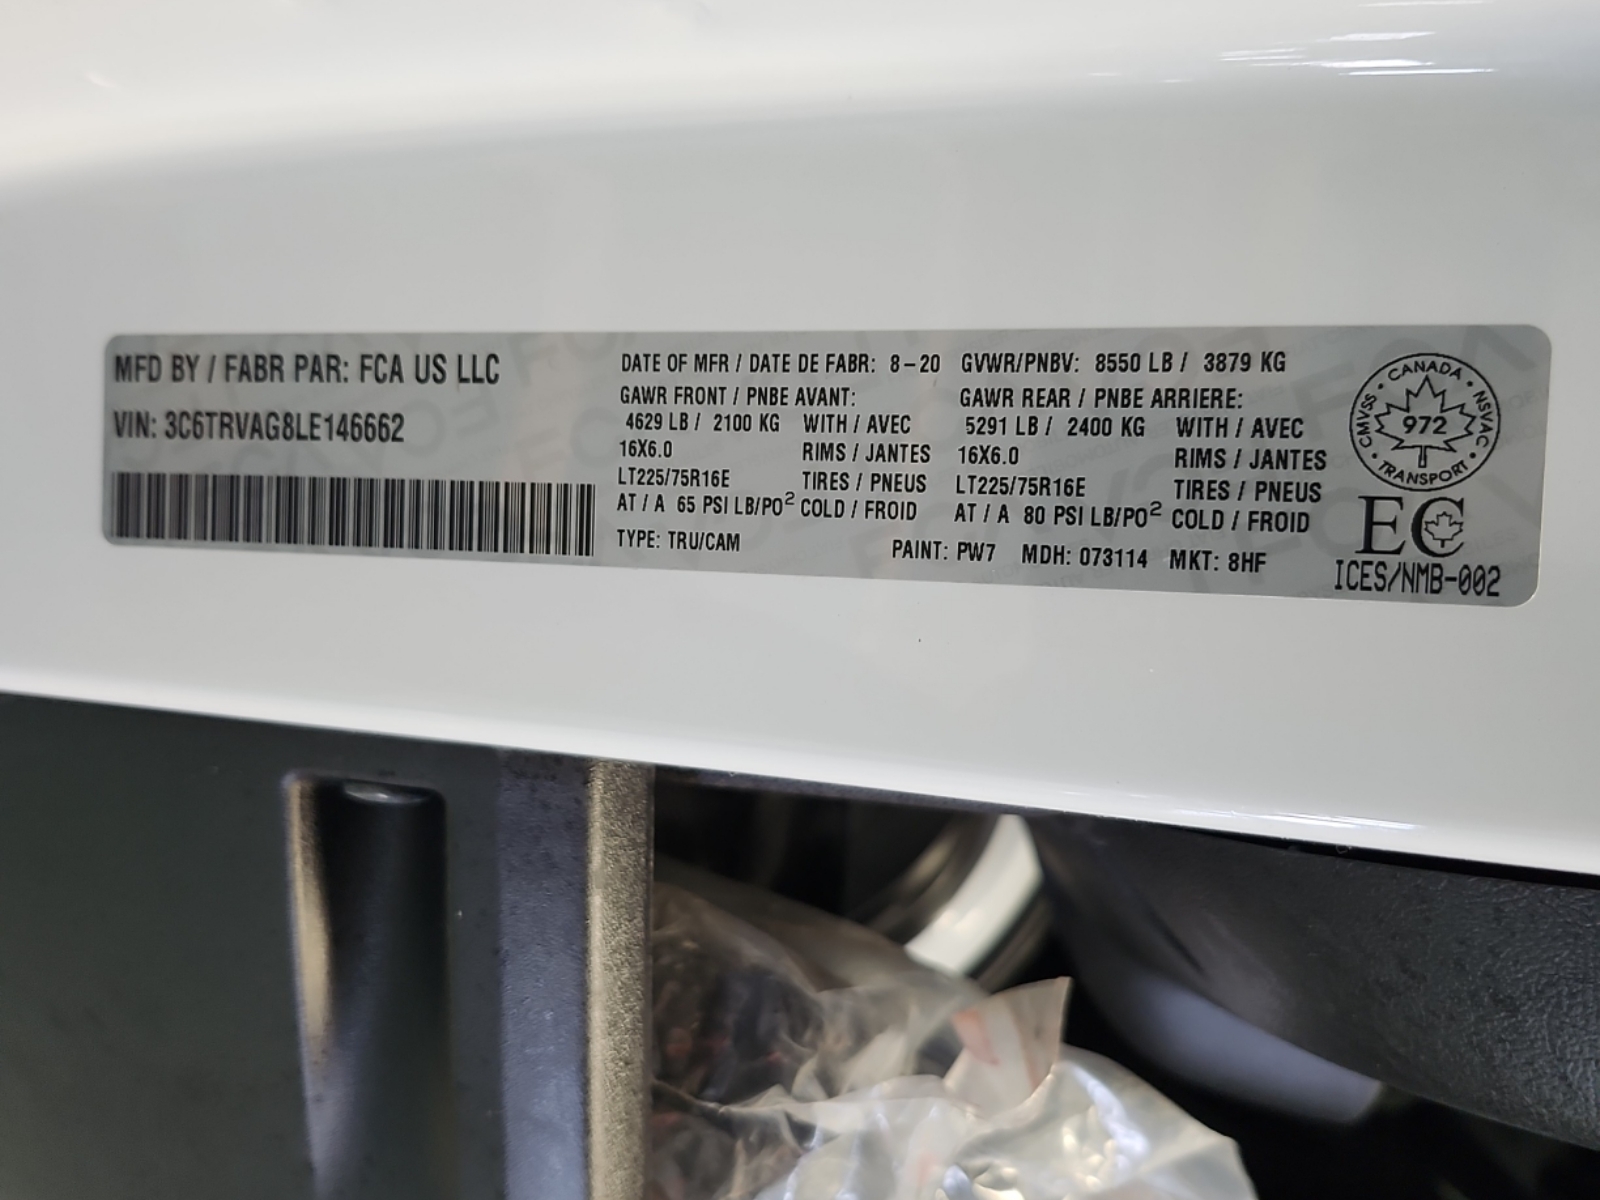 MFD BY / FABR PAR: FCA US LLC
VIN: 3C6TRVAG8LE146662
DATE OF MFR / DATE DE FABR: 8-20 GVWR/PNBV: 8550 LB / 3879 KG
GAWR FRONT / PNBE AVANT: GAWR REAR / PNBE ARRIERE:
4629 LB / 2100 KG WITH / AVEC 5291 LB / 2400 KG WITH / AVEC
16X6.0 RIMS / JANTES 16X6.0 RIMS / JANTES
LT225/75R16E TIRES / PNEUS LT225/75R16E TIRES / PNEUS
AT / A 65 PSI LB/PO² COLD / FROID AT / A 80 PSI LB/PO² COLD / FROID
TYPE: TRU/CAM PAINT: PW7 MDH: 073114 MKT: 8HF
CANADA
CMVSS 972 NSVAC
TRANSPORT
EC
ICES/NMB-002